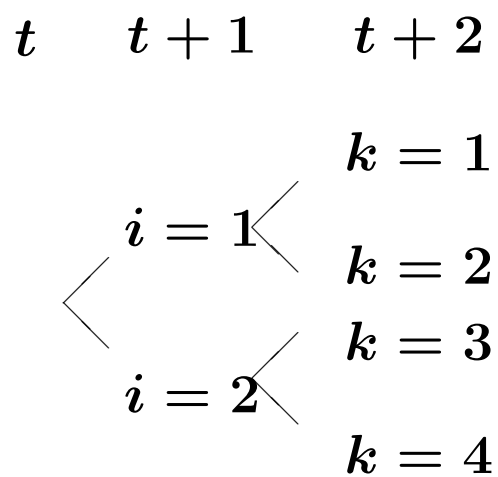 t t + 1 t + 2
k = 1
i = 1
k = 2
k = 3
i = 2
k = 4